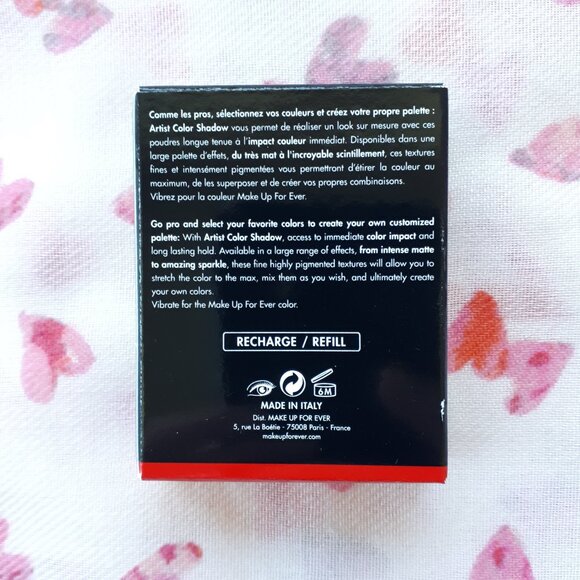 Comme les pros, sélectionnez vos couleurs et créez votre propre palette :
Artist Color Shadow vous permet de réaliser un look sur mesure avec ces
poudres longue tenue à l'impact couleur immédiat. Disponibles dans une
large palette d'effets, du très mat à l'incroyable scintillement, ces textures
fines et intensément pigmentées vous permettront d'étirer la couleur au
maximum, de les superposer et de créer vos propres combinaisons.
Vibrez pour la couleur Make Up For Ever.
Go pro and select your favorite colors to create your own customized
palette: With Artist Color Shadow, access to immediate color impact and
long lasting hold. Available in a large range of effects, from intense matte
to amazing sparkle, these fine highly pigmented textures will allow you to
stretch the color to the max, mix them as you wish, and ultimately create
your own colors.
Vibrate for the Make Up For Ever color.
RECHARGE / REFILL
6M
MADE IN ITALY
Dist. MAKE UP FOR EVER
5, rue La Boétie - 75008 Paris - France
makeupforever.com